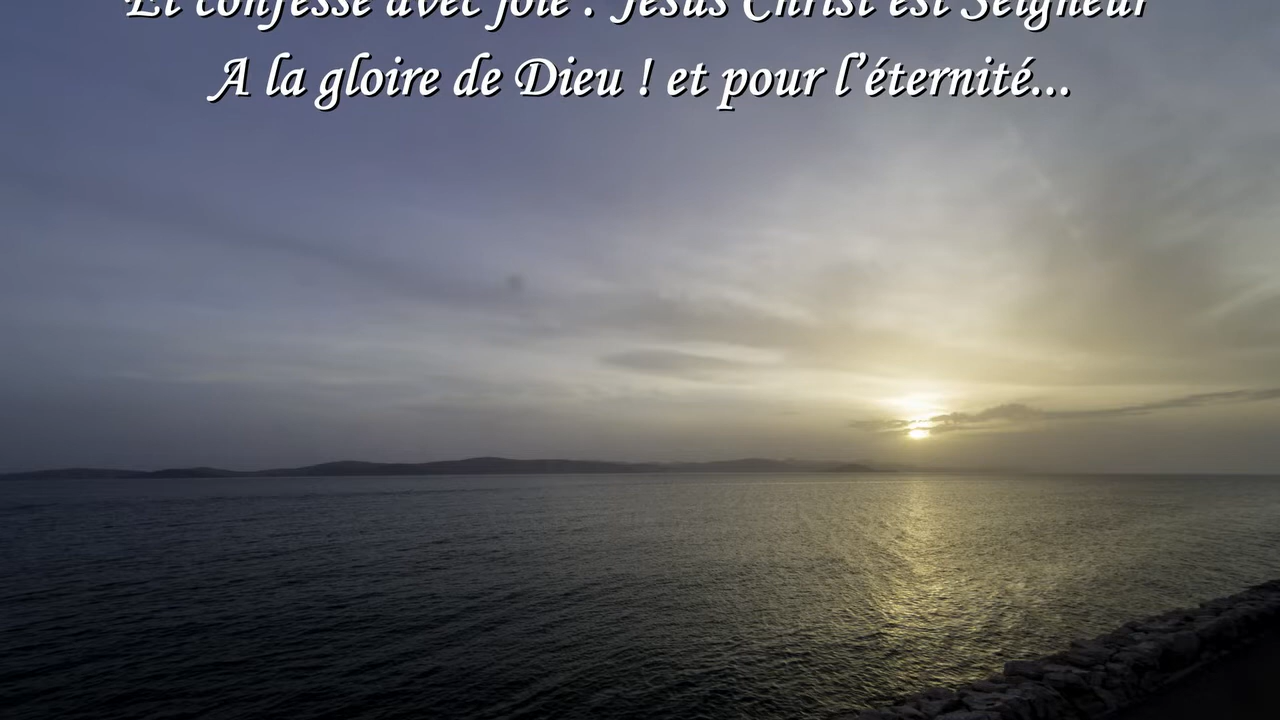 Et confesse avec joie : Jésus Christ est Seigneur
A la gloire de Dieu ! et pour l’éternité...